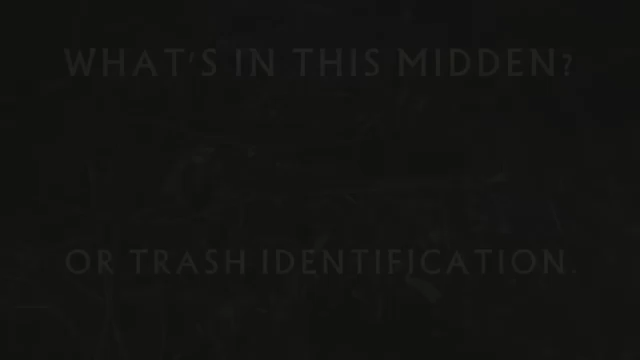 WHAT'S IN THIS MIDDEN?
OR TRASH IDENTIFICATION.